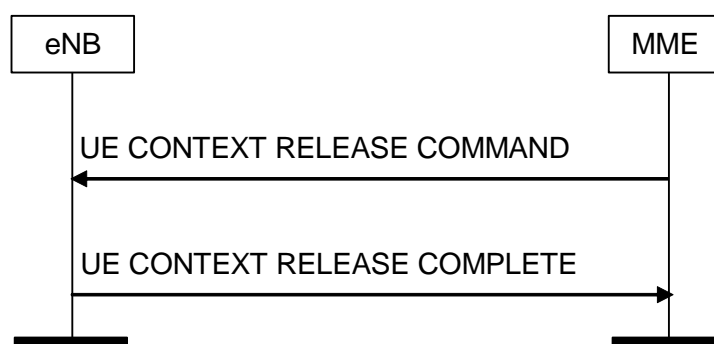 eNB
MME
UE CONTEXT RELEASE COMMAND
UE CONTEXT RELEASE COMPLETE